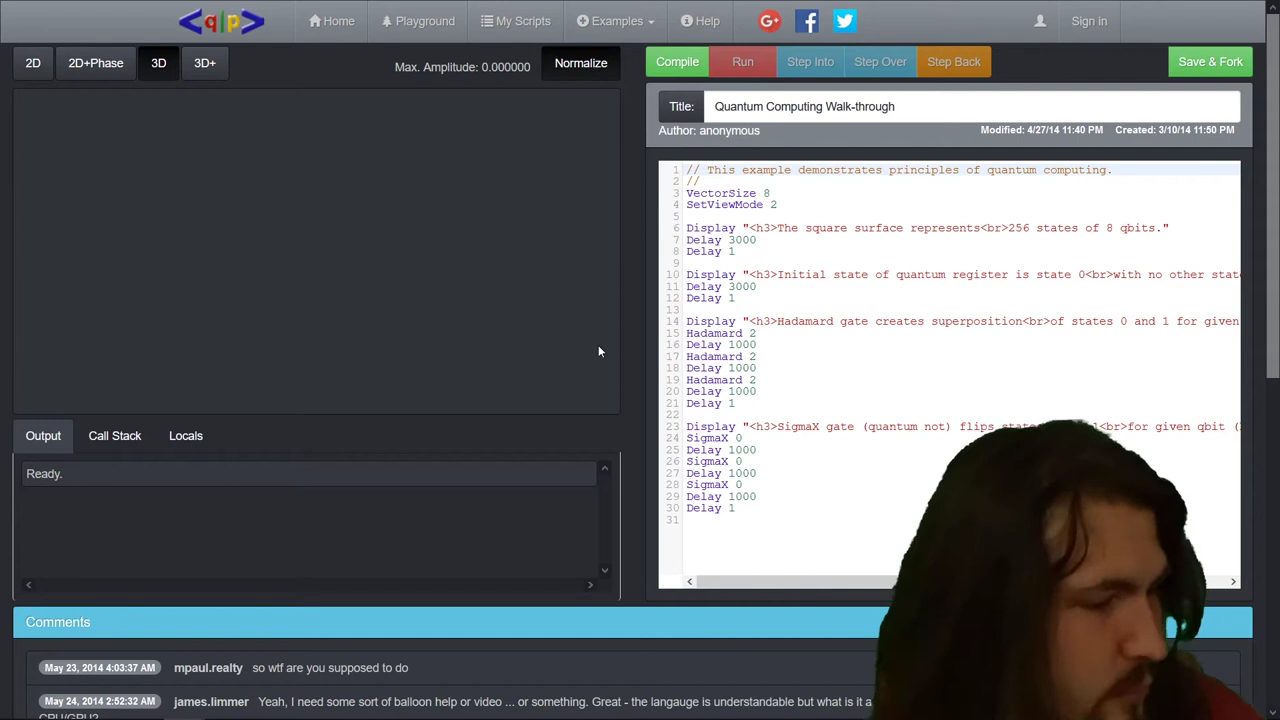 <q|p>
Home
Playground
My Scripts
Examples
Help
Sign in
2D
2D+Phase
3D
3D+
Max. Amplitude: 0.000000
Normalize
Compile
Run
Step Into
Step Over
Step Back
Save & Fork
Title:
Quantum Computing Walk-through
Author: anonymous
Modified: 4/27/14 11:40 PM
Created: 3/10/14 11:50 PM
1 // This example demonstrates principles of quantum computing.
2 //
3 VectorSize 8
4 SetViewMode 2
5
6 Display "<h3>The square surface represents<br>256 states of 8 qbits."
7 Delay 3000
8 Delay 1
9
10 Display "<h3>Initial state of quantum register is state 0<br>with no other stat
11 Delay 3000
12 Delay 1
13
14 Display "<h3>Hadamard gate creates superposition<br>of states 0 and 1 for given
15 Hadamard 2
16 Delay 1000
17 Hadamard 2
18 Delay 1000
19 Hadamard 2
20 Delay 1000
21 Delay 1
22
23 Display "<h3>SigmaX gate (quantum not) flips for given qbit (
24 SigmaX 0
25 Delay 1000
26 SigmaX 0
27 Delay 1000
28 SigmaX 0
29 Delay 1000
30 Delay 1
31
Output
Call Stack
Locals
Ready.
Comments
May 23, 2014 4:03:37 AM mpaul.realty so wtf are you supposed to do
May 24, 2014 2:52:32 AM james.limmer Yeah, I need some sort of balloon help or video ... or something. Great - the langauge is understandable but what is it a
CPU/GPU?